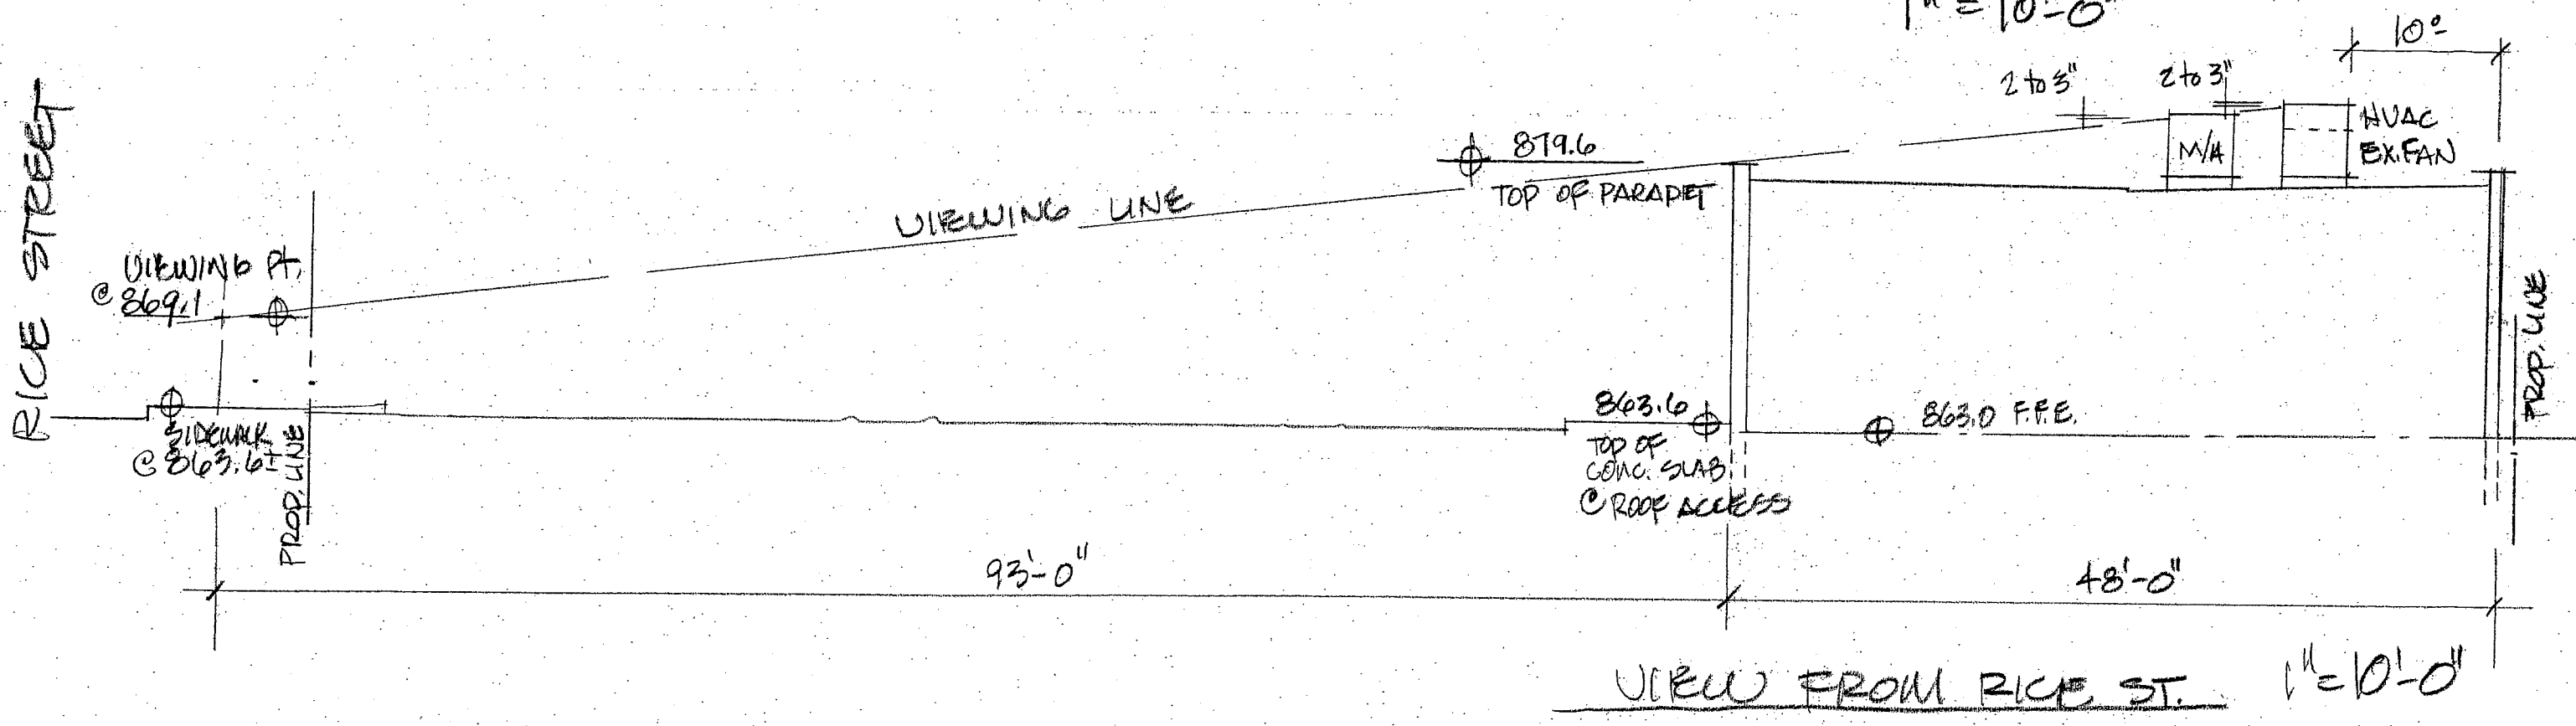 1" = 10'-0"
10°
2 to 3"
2 to 3"
HVAC
EX. FAN
M/A
RICE STREET
879.6
TOP OF PARAPET
VIEWING LINE
VIEWING PT.
@ 869.1
SIDEWALK
@ 863.6±
PROP. LINE
863.6
TOP OF
CONC. SLAB
@ ROOF ACCESS
863.0 F.F.E.
PROP. LINE
93'-0"
48'-0"
VIEW FROM RICE ST. 1"=10'-0"